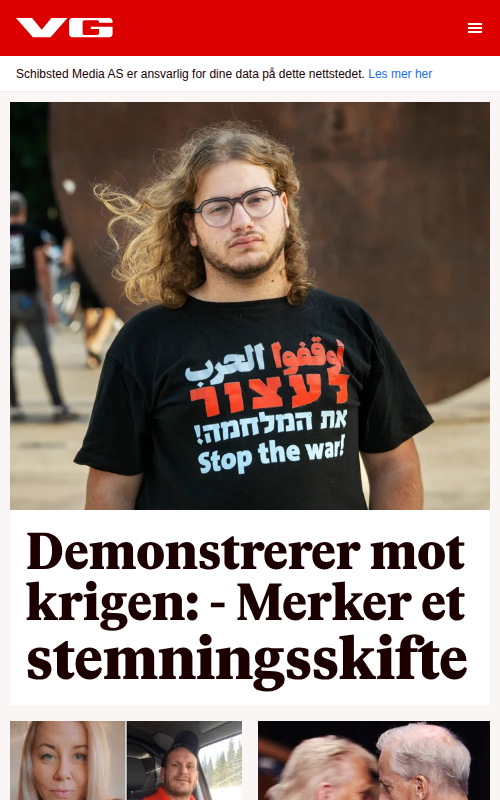 VG
Schibsted Media AS er ansvarlig for dine data på dette nettstedet. Les mer her
اوقفوا الحرب
לעצור
את המלחמה!
Stop the war!
Demonstrerer mot
krigen: - Merker et
stemningsskifte